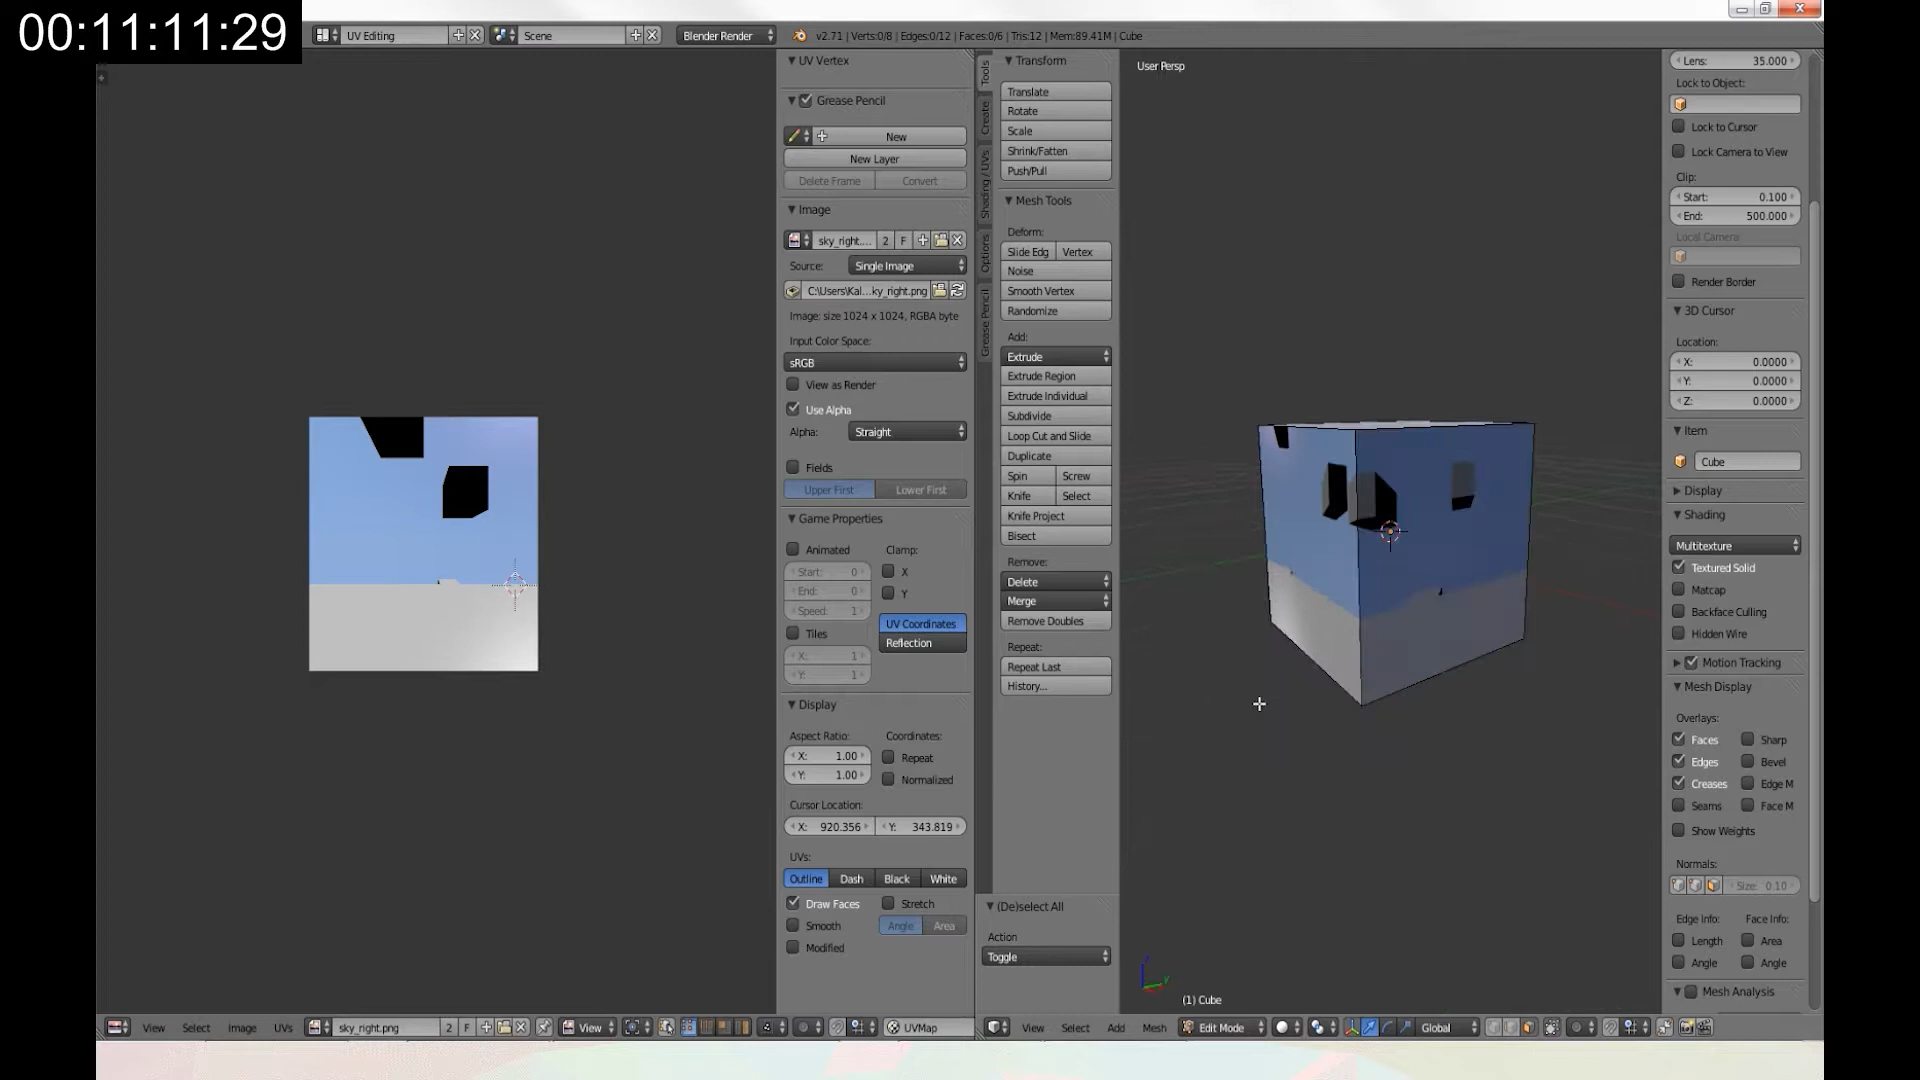 00:11:11:29
UV Editing
Scene
Blender Render
v2.71 | Verts:0/8 | Edges:0/12 | Faces:0/6 | Tris:12 | Mem:89.41M | Cube
UV Vertex
Grease Pencil
New
New Layer
Delete Frame Convert
Image
sky_right.... 2 F
Source: Single Image
C:\Users\Kal...ky_right.png
Image: size 1024 x 1024, RGBA byte
Input Color Space:
sRGB
View as Render
Use Alpha
Alpha: Straight
Fields
Upper First Lower First
Game Properties
Animated Clamp:
Start: 0 X
End: 0 Y
Speed: 1
UV Coordinates
Tiles
Reflection
X: 1
Y: 1
Display
Aspect Ratio: Coordinates:
X: 1.00 Repeat
Y: 1.00 Normalized
Cursor Location:
X: 920.356 Y: 343.819
UVs:
Outline Dash Black White
Draw Faces Stretch
Smooth Angle Area
Modified
Tools
Create
Shading / UVs
Options
Grease Pencil
Transform
Translate
Rotate
Scale
Shrink/Fatten
Push/Pull
Mesh Tools
Deform:
Slide Edg Vertex
Noise
Smooth Vertex
Randomize
Add:
Extrude
Extrude Region
Extrude Individual
Subdivide
Loop Cut and Slide
Duplicate
Spin Screw
Knife Select
Knife Project
Bisect
Remove:
Delete
Merge
Remove Doubles
Repeat:
Repeat Last
History...
(De)select All
Action
Toggle
User Persp
(1) Cube
Lens: 35.000
Lock to Object:
Lock to Cursor
Lock Camera to View
Clip:
Start: 0.100
End: 500.000
Local Camera:
Render Border
3D Cursor
Location:
X: 0.0000
Y: 0.0000
Z: 0.0000
Item
Cube
Display
Shading
Multitexture
Textured Solid
Matcap
Backface Culling
Hidden Wire
Motion Tracking
Mesh Display
Overlays:
Faces Sharp
Edges Bevel
Creases Edge M
Seams Face M
Show Weights
Normals:
Size: 0.10
Edge Info: Face Info:
Length Area
Angle Angle
Mesh Analysis
View Select Image UVs sky_right.png 2 F View UVMap
View Select Add Mesh Edit Mode Global